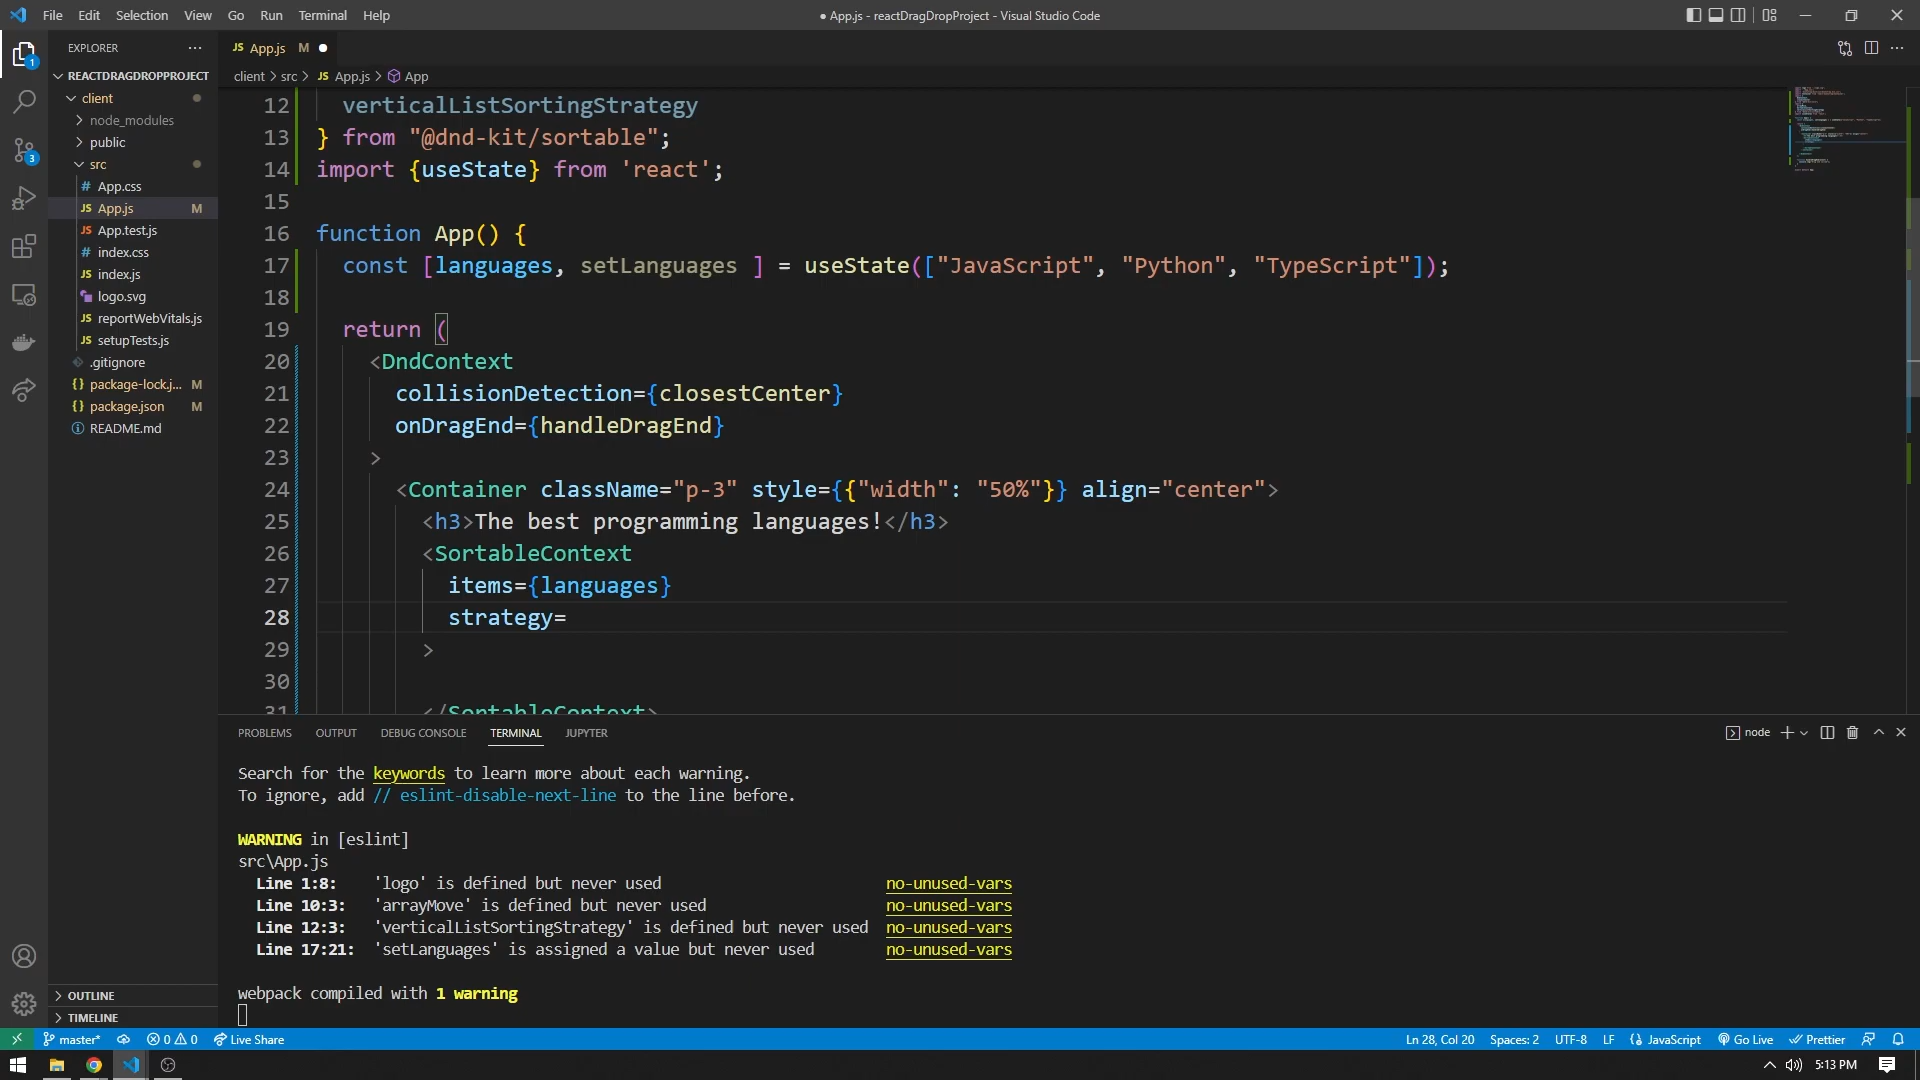 File Edit Selection View Go Run Terminal Help
● App.js - reactDragDropProject - Visual Studio Code
EXPLORER
JS App.js M
REACTDRAGDROPPROJECT
client
node_modules
public
src
# App.css
JS App.js M
JS App.test.js
# index.css
JS index.js
logo.svg
JS reportWebVitals.js
JS setupTests.js
.gitignore
{} package-lock.j... M
{} package.json M
README.md
OUTLINE
TIMELINE
1
3
client > src > JS App.js > App
12 verticalListSortingStrategy
13 } from "@dnd-kit/sortable";
14 import {useState} from 'react';
15
16 function App() {
17 const [languages, setLanguages ] = useState(["JavaScript", "Python", "TypeScript"]);
18
19 return (
20 <DndContext
21 collisionDetection={closestCenter}
22 onDragEnd={handleDragEnd}
23 >
24 <Container className="p-3" style={{"width": "50%"}} align="center">
25 <h3>The best programming languages!</h3>
26 <SortableContext
27 items={languages}
28 strategy=
29 >
30
31 </SortableContext>
PROBLEMS OUTPUT DEBUG CONSOLE TERMINAL JUPYTER
node
Search for the keywords to learn more about each warning.
To ignore, add // eslint-disable-next-line to the line before.
WARNING in [eslint]
src\App.js
Line 1:8: 'logo' is defined but never used no-unused-vars
Line 10:3: 'arrayMove' is defined but never used no-unused-vars
Line 12:3: 'verticalListSortingStrategy' is defined but never used no-unused-vars
Line 17:21: 'setLanguages' is assigned a value but never used no-unused-vars
webpack compiled with 1 warning
master* 0 0 Live Share
Ln 28, Col 20 Spaces: 2 UTF-8 LF {} JavaScript Go Live Prettier
5:13 PM